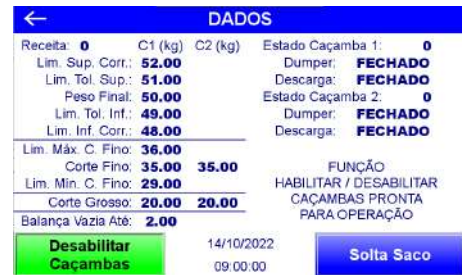 ← DADOS
Receita: 0 C1 (kg) C2 (kg) Estado Caçamba 1: 0
Lim. Sup. Corr.: 52.00 Dumper: FECHADO
Lim. Tol. Sup.: 51.00 Descarga: FECHADO
Peso Final: 50.00 Estado Caçamba 2: 0
Lim. Tol. Inf.: 49.00 Dumper: FECHADO
Lim. Inf. Corr.: 48.00 Descarga: FECHADO
Lim. Máx. C. Fino: 36.00
Corte Fino: 35.00 35.00 FUNÇÃO
Lim. Min. C. Fino: 29.00 HABILITAR / DESABILITAR
Corte Grosso: 20.00 20.00 CAÇAMBAS PRONTA
Balança Vazia Até: 2.00 PARA OPERAÇÃO
Desabilitar Caçambas
14/10/2022
09:00:00
Solta Saco